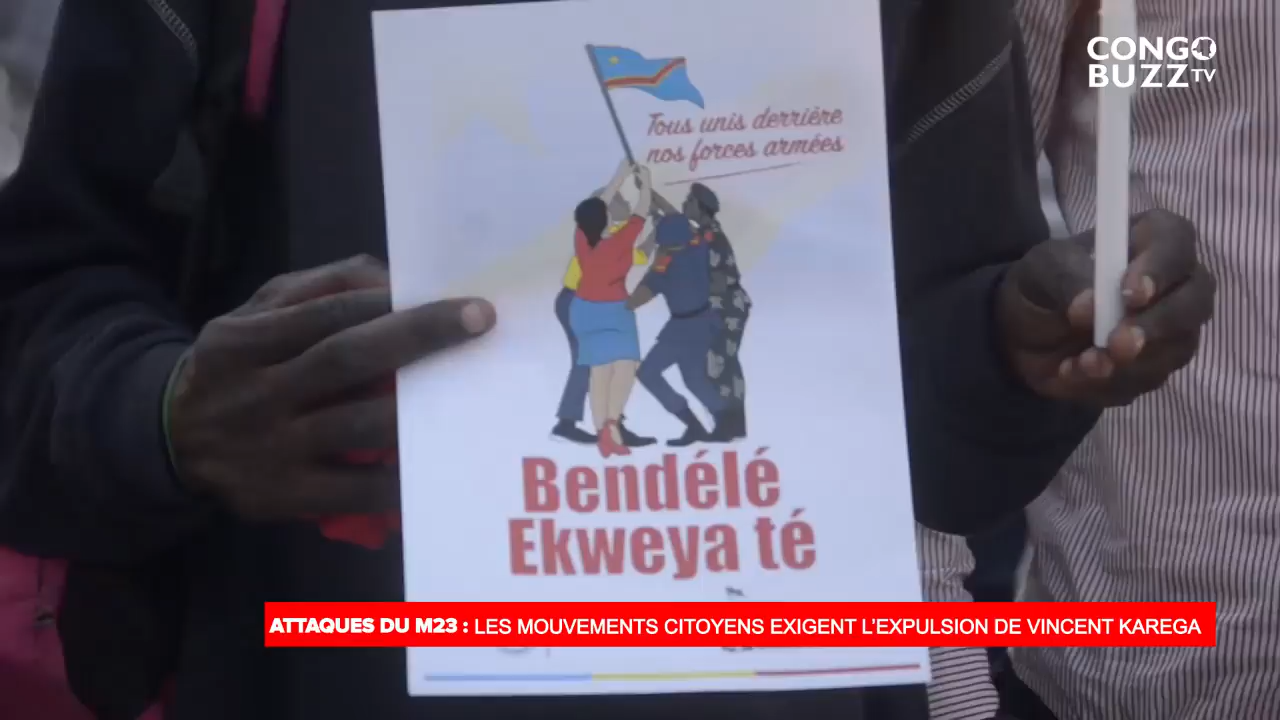 CONGO
BUZZ TV
Tous unis derrière
nos forces armées
Bendélé
Ekweya té
ATTAQUES DU M23 : LES MOUVEMENTS CITOYENS EXIGENT L'EXPULSION DE VINCENT KAREGA